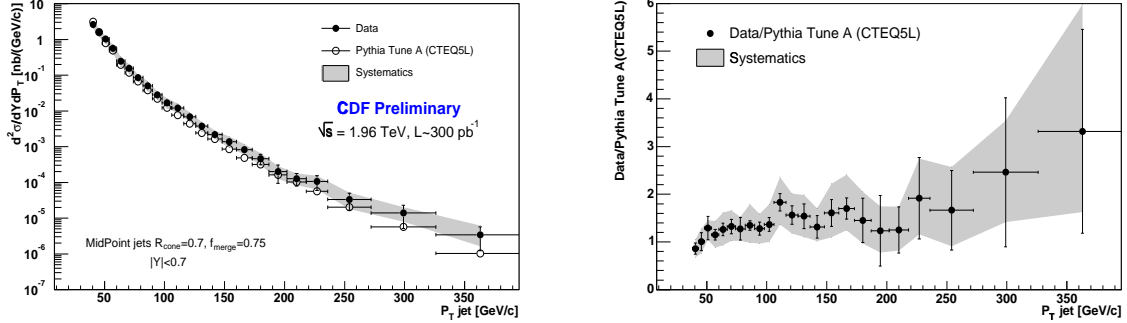 d²σ/dYdP_T [nb/(GeV/c)]
10
1
10⁻¹
10⁻²
10⁻³
10⁻⁴
10⁻⁵
10⁻⁶
10⁻⁷
Data
Pythia Tune A (CTEQ5L)
Systematics
CDF Preliminary
√s = 1.96 TeV, L~300 pb⁻¹
MidPoint jets R_cone=0.7, f_merge=0.75
|Y|<0.7
0 50 100 150 200 250 300 350
P_T jet [GeV/c]
Data/Pythia Tune A(CTEQ5L)
6
5
4
3
2
1
0
Data/Pythia Tune A (CTEQ5L)
Systematics
50 100 150 200 250 300 350
P_T jet [GeV/c]